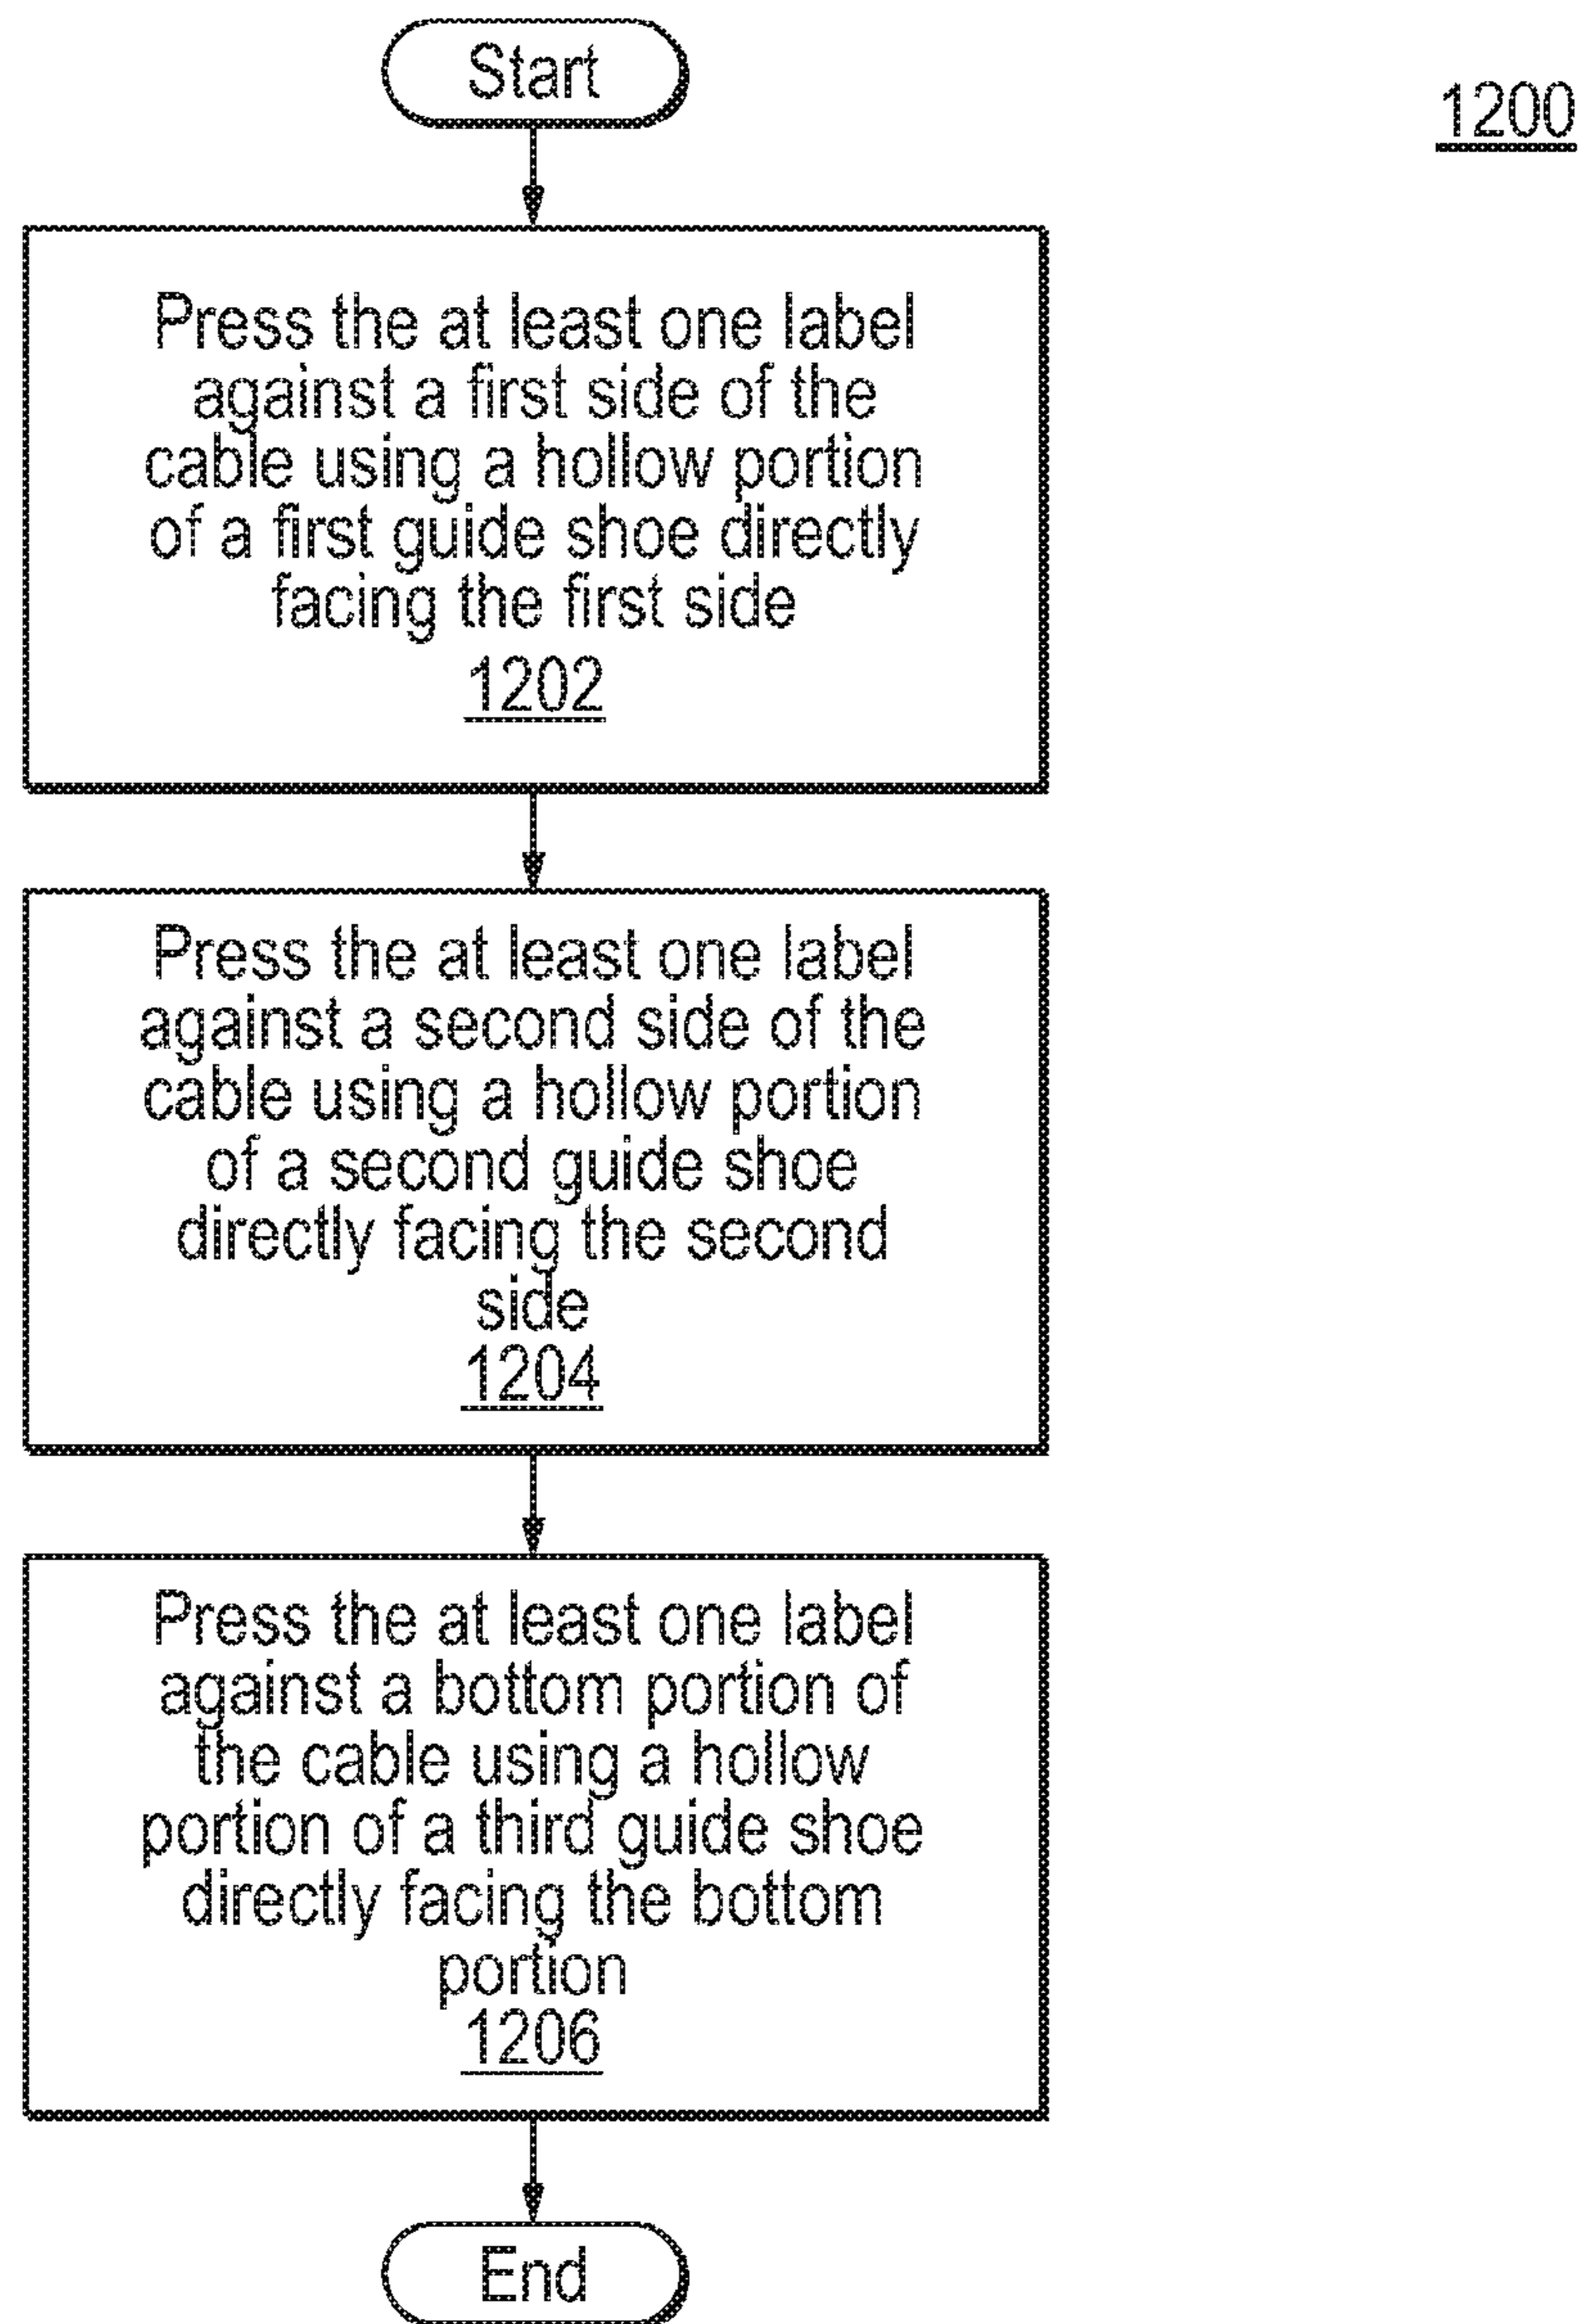 Start
1200
Press the at least one label
against a first side of the
cable using a hollow portion
of a first guide shoe directly
facing the first side
1202
Press the at least one label
against a second side of the
cable using a hollow portion
of a second guide shoe
directly facing the second
side
1204
Press the at least one label
against a bottom portion of
the cable using a hollow
portion of a third guide shoe
directly facing the bottom
portion
1206
End